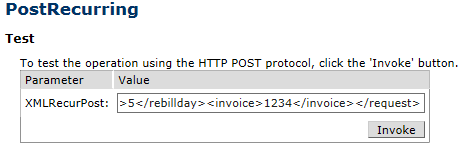 PostRecurring
Test
To test the operation using the HTTP POST protocol, click the 'Invoke' button.
Parameter Value
XMLRecurPost: >5</rebillday><invoice>1234</invoice></request>
Invoke